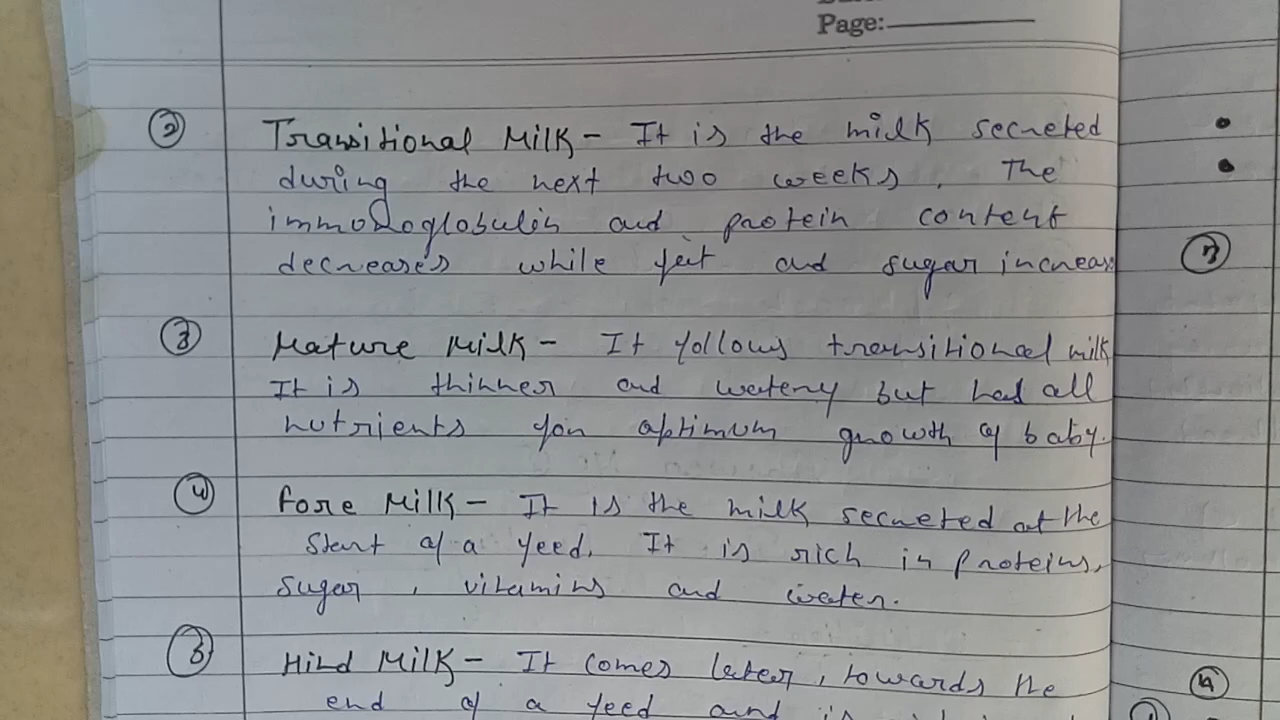 Page:
② Transitional Milk - It is the milk secreted
during the next two weeks. The
immunoglobulin and protein content
decreases while fat and sugar increas
③ Mature Milk - It follows transitional milk
It is thinner and watery but has all
nutrients for optimum growth of baby.
④ Fore Milk - It is the milk secreted at the
start of a feed. It is rich in proteins,
sugar, vitamins and water.
⑤ Hind Milk - It comes later, towards the
end of a feed and is